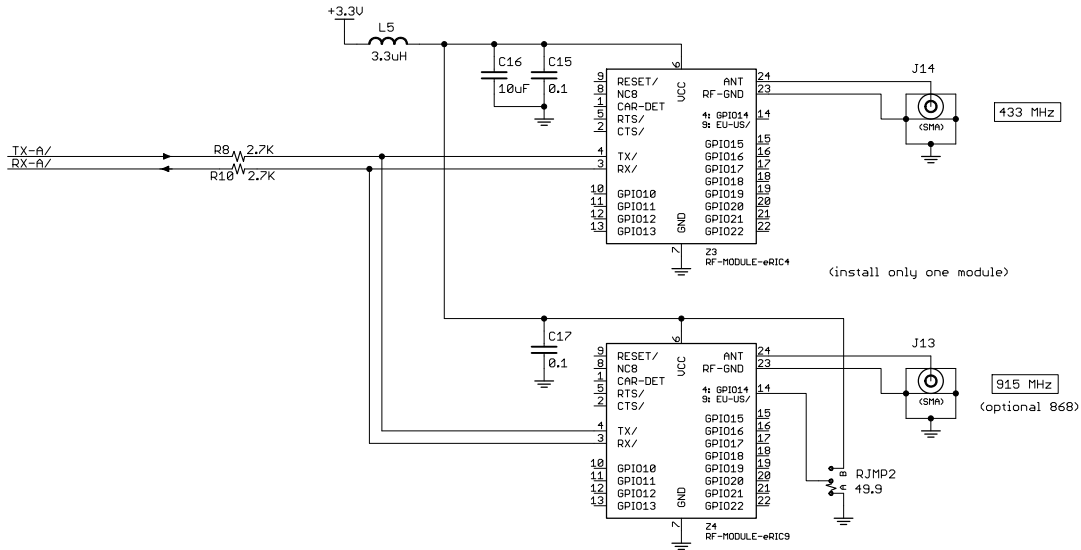 +3.3V
L5
3.3uH
C16
10uF
C15
0.1
6
VCC
9 RESET/
8 NC8
1 CAR-DET
5 RTS/
2 CTS/
4 TX/
3 RX/
10 GPIO10
11 GPIO11
12 GPIO12
13 GPIO13
ANT 24
RF-GND 23
4: GPIO14 14
9: EU-US/
GPIO15 15
GPIO16 16
GPIO17 17
GPIO18 18
GPIO19 19
GPIO20 20
GPIO21 21
GPIO22 22
GND
7
Z3
RF-MODULE-eRIC4
J14
(SMA)
433 MHz
TX-A/
RX-A/
R8 2.7K
R10 2.7K
(install only one module)
C17
0.1
6
VCC
9 RESET/
8 NC8
1 CAR-DET
5 RTS/
2 CTS/
4 TX/
3 RX/
10 GPIO10
11 GPIO11
12 GPIO12
13 GPIO13
ANT 24
RF-GND 23
4: GPIO14 14
9: EU-US/
GPIO15 15
GPIO16 16
GPIO17 17
GPIO18 18
GPIO19 19
GPIO20 20
GPIO21 21
GPIO22 22
GND
7
Z4
RF-MODULE-eRIC9
J13
(SMA)
915 MHz
(optional 868)
B
A
RJMP2
49.9